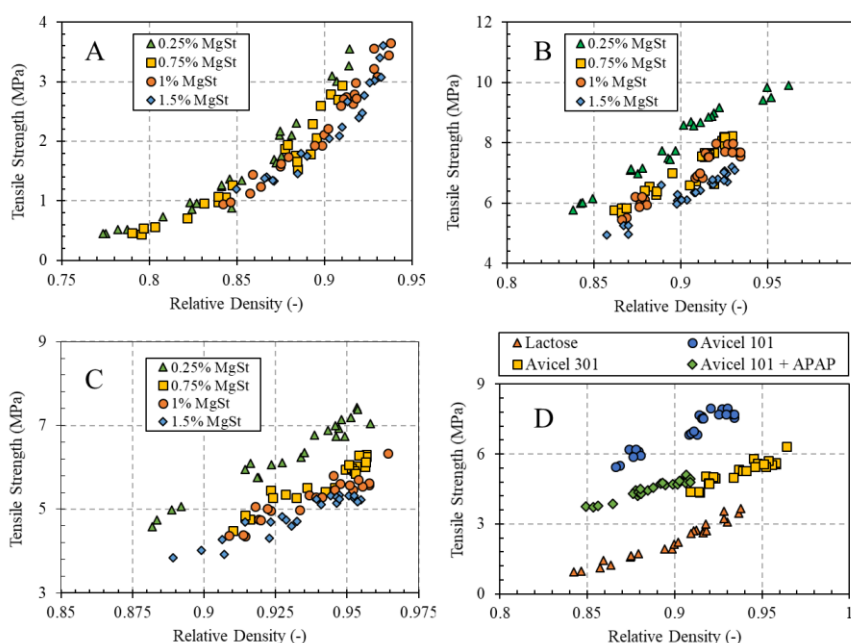 A
0.25% MgSt
0.75% MgSt
1% MgSt
1.5% MgSt
Tensile Strength (MPa)
4
3
2
1
0
0.75
0.8
0.85
0.9
0.95
Relative Density (-)
B
0.25% MgSt
0.75% MgSt
1% MgSt
1.5% MgSt
Tensile Strength (MPa)
12
10
8
6
4
0.8
0.85
0.9
0.95
1
Relative Density (-)
C
0.25% MgSt
0.75% MgSt
1% MgSt
1.5% MgSt
Tensile Strength (MPa)
9
7
5
3
0.85
0.875
0.9
0.925
0.95
0.975
Relative Density (-)
Lactose
Avicel 101
Avicel 301
Avicel 101 + APAP
D
Tensile Strength (MPa)
9
6
3
0
0.8
0.85
0.9
0.95
1
Relative Density (-)